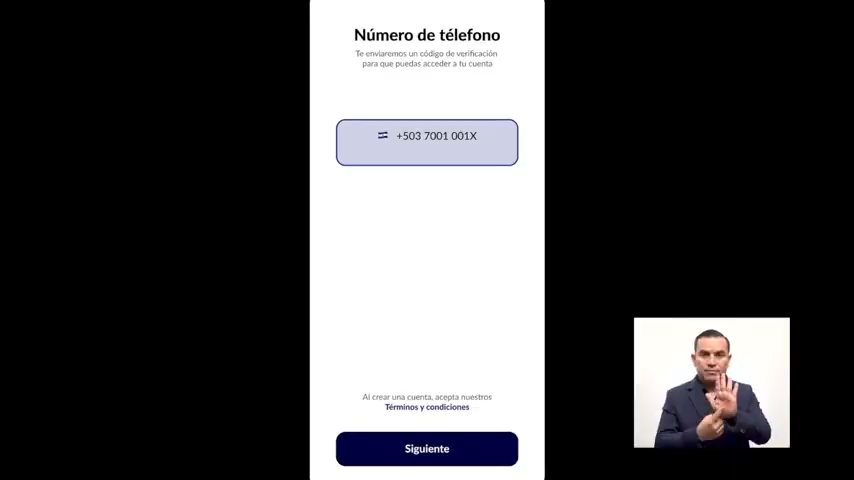 Número de télefono
Te enviaremos un código de verificación
para que puedas acceder a tu cuenta
+503 7001 001X
Al crear una cuenta, acepta nuestros
Términos y condiciones
Siguiente